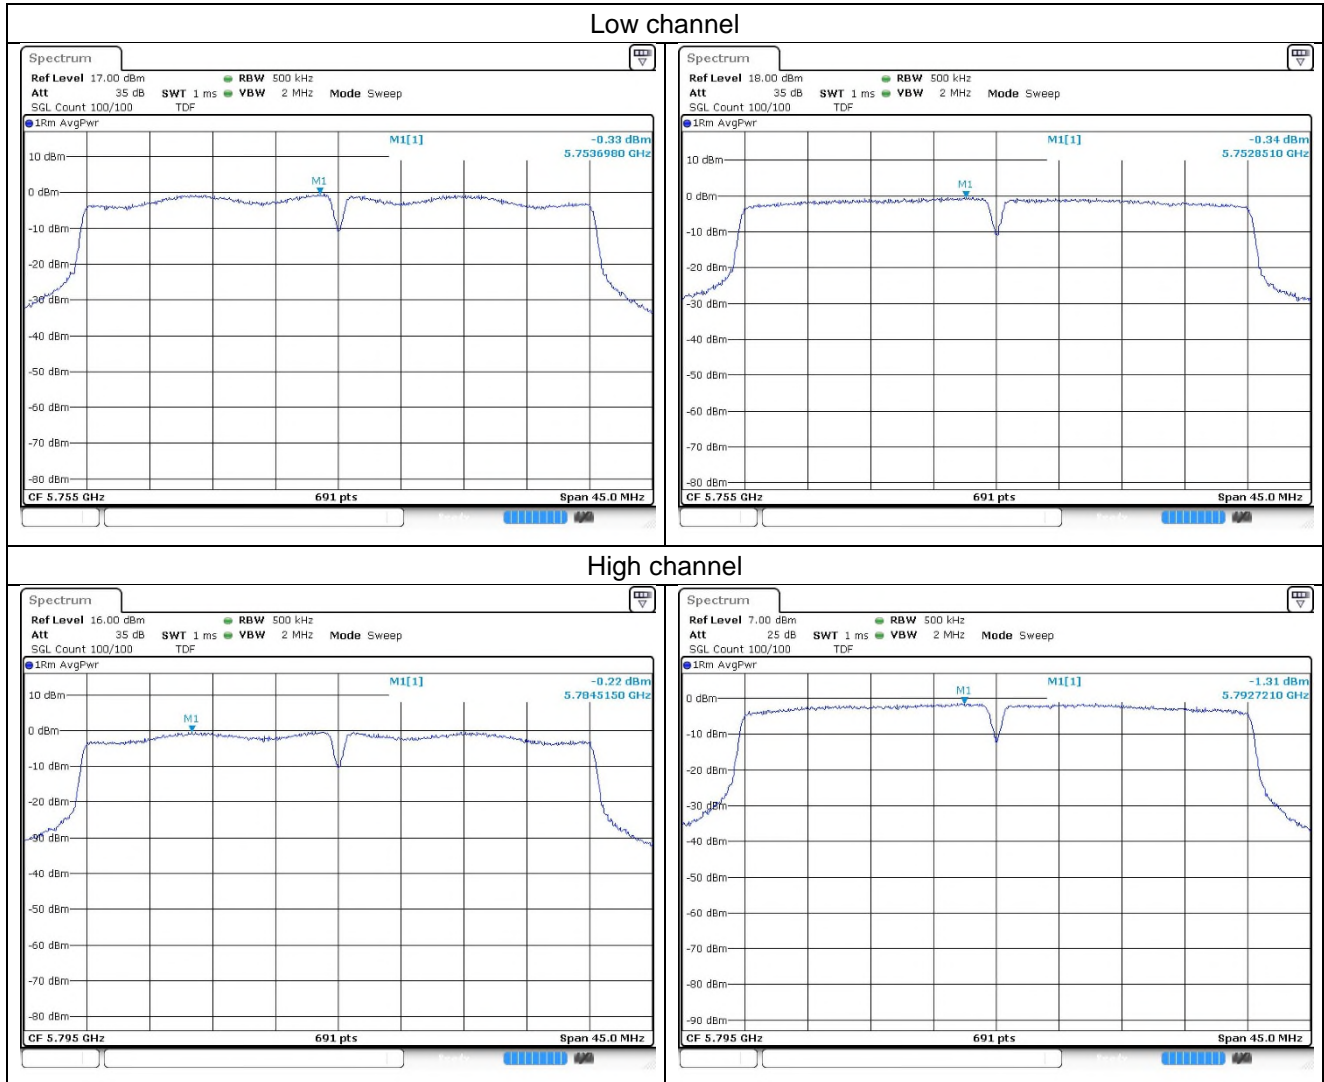 Low channel
Spectrum
Ref Level 17.00 dBm RBW 500 kHz
Att 35 dB SWT 1 ms VBW 2 MHz Mode Sweep
SGL Count 100/100 TDF
1Rm AvgPwr
M1[1] -0.33 dBm
5.7536980 GHz
10 dBm
M1
0 dBm
-10 dBm
-20 dBm
-30 dBm
-40 dBm
-50 dBm
-60 dBm
-70 dBm
-80 dBm
CF 5.755 GHz 691 pts Span 45.0 MHz
Spectrum
Ref Level 18.00 dBm RBW 500 kHz
Att 35 dB SWT 1 ms VBW 2 MHz Mode Sweep
SGL Count 100/100 TDF
1Rm AvgPwr
M1[1] -0.34 dBm
5.7528510 GHz
10 dBm
M1
0 dBm
-10 dBm
-20 dBm
-30 dBm
-40 dBm
-50 dBm
-60 dBm
-70 dBm
-80 dBm
CF 5.755 GHz 691 pts Span 45.0 MHz
High channel
Spectrum
Ref Level 16.00 dBm RBW 500 kHz
Att 35 dB SWT 1 ms VBW 2 MHz Mode Sweep
SGL Count 100/100 TDF
1Rm AvgPwr
M1[1] -0.22 dBm
5.7845150 GHz
10 dBm
M1
0 dBm
-10 dBm
-20 dBm
-30 dBm
-40 dBm
-50 dBm
-60 dBm
-70 dBm
-80 dBm
CF 5.795 GHz 691 pts Span 45.0 MHz
Spectrum
Ref Level 7.00 dBm RBW 500 kHz
Att 25 dB SWT 1 ms VBW 2 MHz Mode Sweep
SGL Count 100/100 TDF
1Rm AvgPwr
M1[1] -1.31 dBm
5.7927210 GHz
M1
0 dBm
-10 dBm
-20 dBm
-30 dBm
-40 dBm
-50 dBm
-60 dBm
-70 dBm
-80 dBm
-90 dBm
CF 5.795 GHz 691 pts Span 45.0 MHz